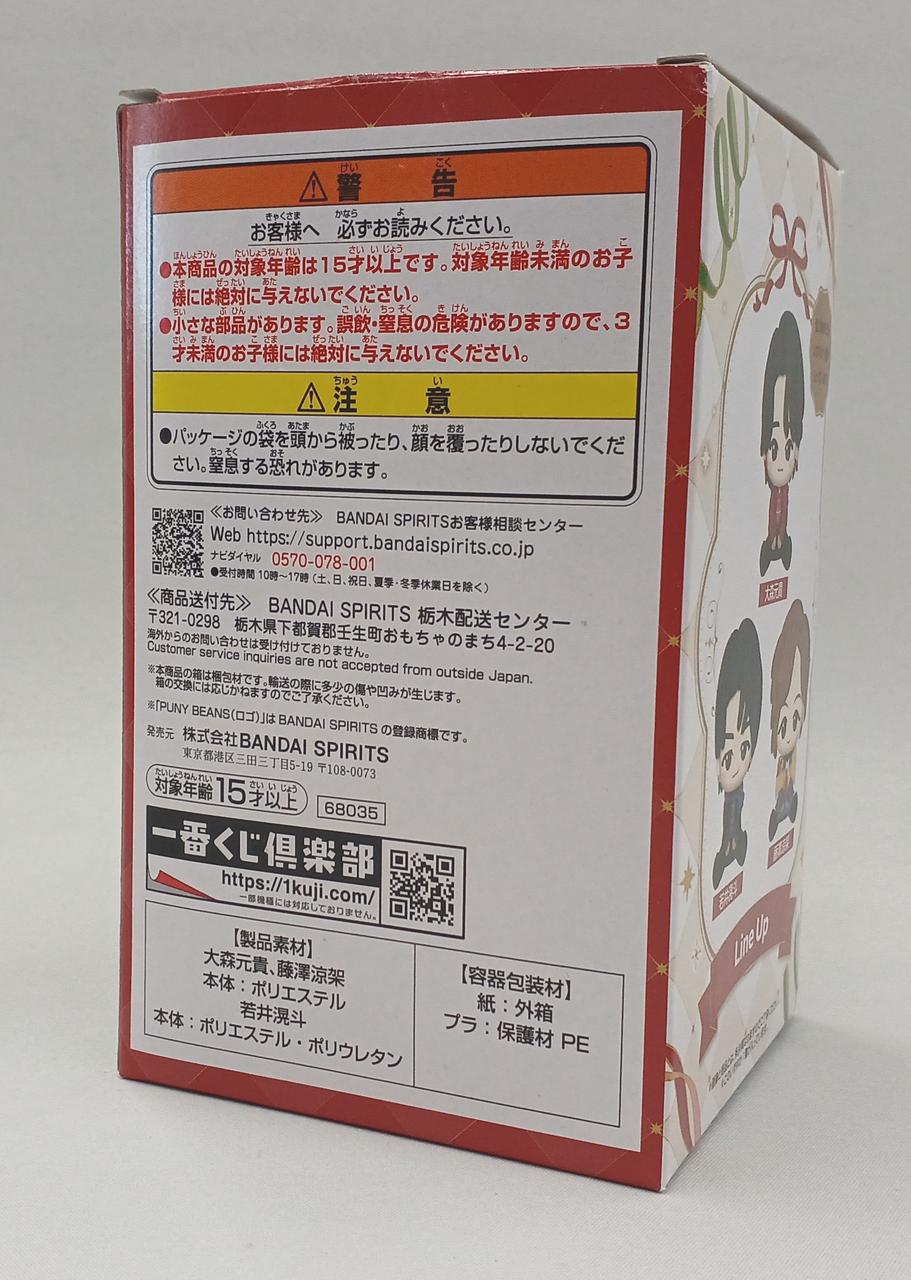 ⚠警告
お客様へ 必ずお読みください。
●本商品の対象年齢は15才以上です。対象年齢未満のお子
様には絶対に与えないでください。
●小さな部品があります。誤飲・窒息の危険がありますので、3
才未満のお子様には絶対に与えないでください。
⚠注意
●パッケージの袋を頭から被ったり、顔を覆ったりしないでくだ
さい。窒息する恐れがあります。
≪お問い合わせ先≫ BANDAI SPIRITSお客様相談センター
Web https://support.bandaispirits.co.jp
ナビダイヤル 0570-078-001
●受付時間 10時〜17時(土、日、祝日、夏季・冬季休業日を除く)
≪商品送付先≫ BANDAI SPIRITS 栃木配送センター
〒321-0298 栃木県下都賀郡壬生町おもちゃのまち4-2-20
海外からのお問い合わせは受け付けておりません。
Customer service inquiries are not accepted from outside Japan.
※本商品の箱は梱包材です。輸送の際に多少の傷や凹みが生じます。
箱の交換には応じかねますのでご了承ください。
※「PUNY BEANS(ロゴ)」は BANDAI SPIRITS の登録商標です。
発売元 株式会社BANDAI SPIRITS
東京都港区三田三丁目5-19 〒108-0073
対象年齢15才以上 68035
一番くじ倶楽部
https://1kuji.com/
一部機種には対応しておりません。
【製品素材】
大森元貴、藤澤涼架
本体：ポリエステル
若井滉斗
本体：ポリエステル・ポリウレタン
【容器包装材】
紙：外箱
プラ：保護材 PE
大森元貴
若井滉斗
藤澤涼架
Line Up